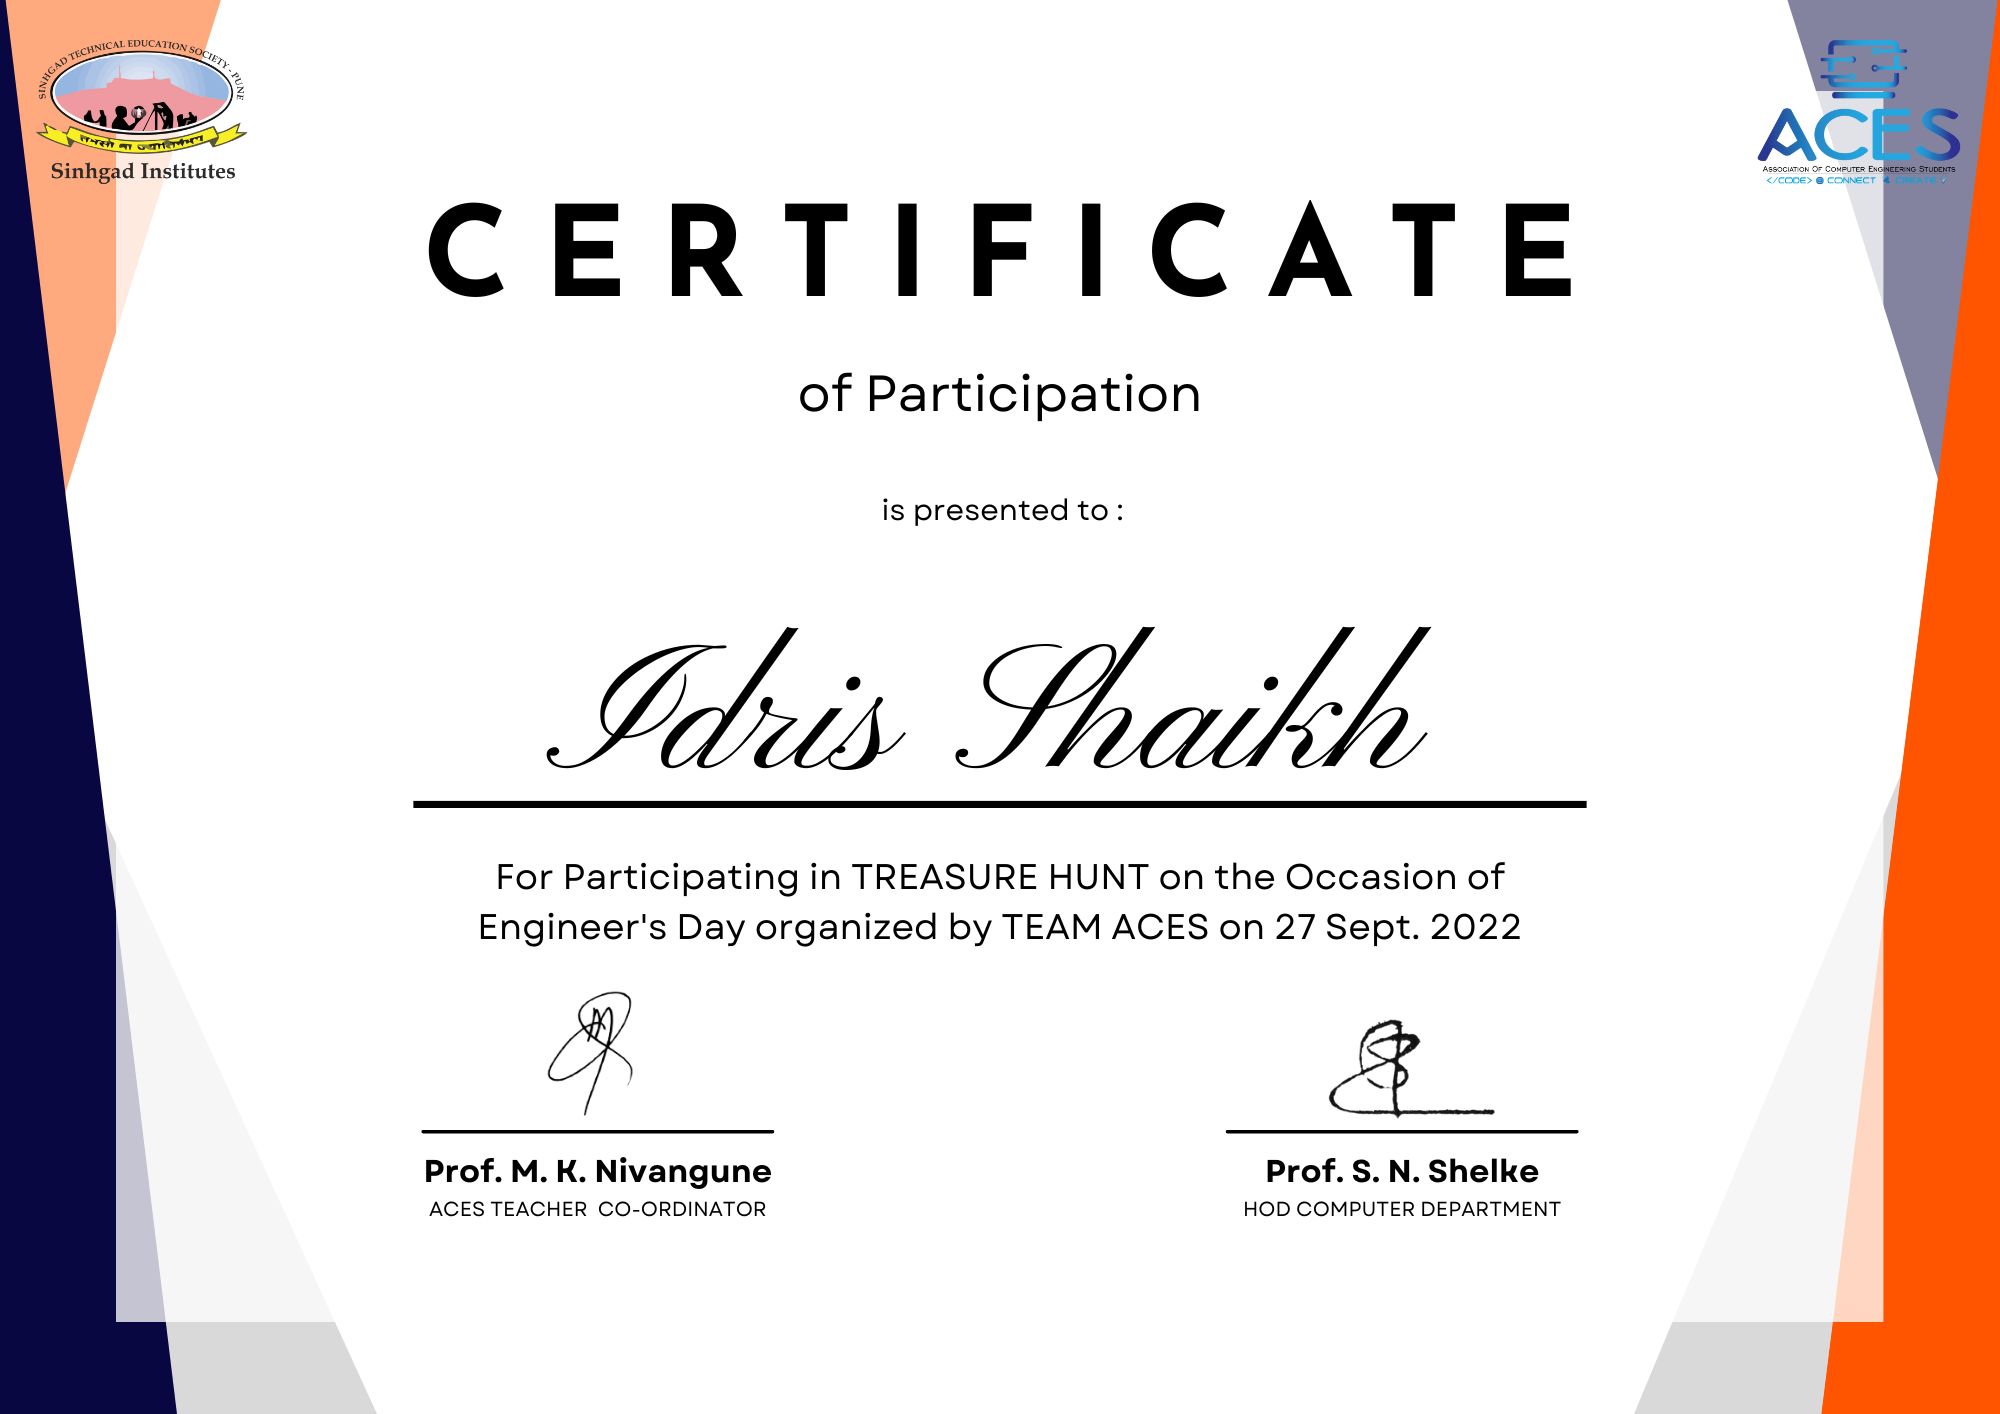 SINHGAD TECHNICAL EDUCATION SOCIETY - PUNE
Sinhgad Institutes
ACES
ASSOCIATION OF COMPUTER ENGINEERING STUDENTS
</CODE> @ CONNECT & CREATE
CERTIFICATE
of Participation
is presented to :
Idris Shaikh
For Participating in TREASURE HUNT on the Occasion of
Engineer's Day organized by TEAM ACES on 27 Sept. 2022
Prof. M. K. Nivangune
ACES TEACHER CO-ORDINATOR
Prof. S. N. Shelke
HOD COMPUTER DEPARTMENT